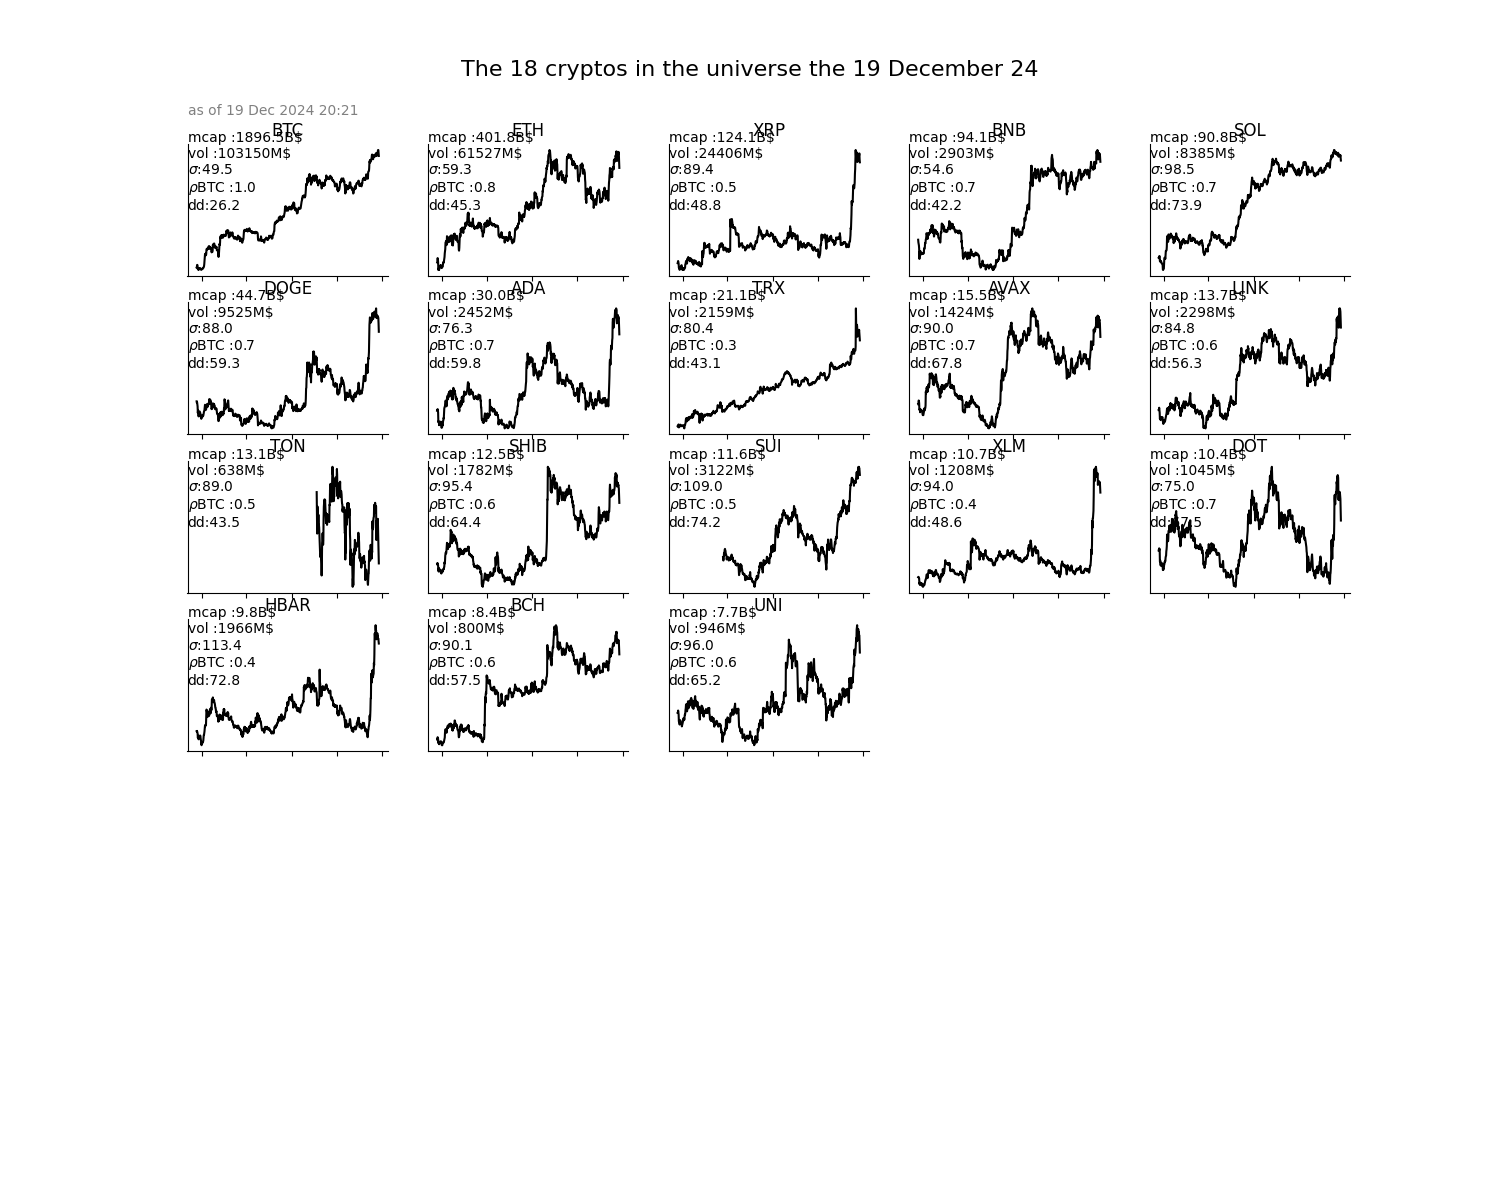 The 18 cryptos in the universe the 19 December 24
as of 19 Dec 2024 20:21
BTC
mcap :1896.5B$
vol :103150M$
σ:49.5
ρBTC :1.0
dd:26.2
ETH
mcap :401.8B$
vol :61527M$
σ:59.3
ρBTC :0.8
dd:45.3
XRP
mcap :124.1B$
vol :24406M$
σ:89.4
ρBTC :0.5
dd:48.8
BNB
mcap :94.1B$
vol :2903M$
σ:54.6
ρBTC :0.7
dd:42.2
SOL
mcap :90.8B$
vol :8385M$
σ:98.5
ρBTC :0.7
dd:73.9
DOGE
mcap :44.7B$
vol :9525M$
σ:88.0
ρBTC :0.7
dd:59.3
ADA
mcap :30.0B$
vol :2452M$
σ:76.3
ρBTC :0.7
dd:59.8
TRX
mcap :21.1B$
vol :2159M$
σ:80.4
ρBTC :0.3
dd:43.1
AVAX
mcap :15.5B$
vol :1424M$
σ:90.0
ρBTC :0.7
dd:67.8
LINK
mcap :13.7B$
vol :2298M$
σ:84.8
ρBTC :0.6
dd:56.3
TON
mcap :13.1B$
vol :638M$
σ:89.0
ρBTC :0.5
dd:43.5
SHIB
mcap :12.5B$
vol :1782M$
σ:95.4
ρBTC :0.6
dd:64.4
SUI
mcap :11.6B$
vol :3122M$
σ:109.0
ρBTC :0.5
dd:74.2
XLM
mcap :10.7B$
vol :1208M$
σ:94.0
ρBTC :0.4
dd:48.6
DOT
mcap :10.4B$
vol :1045M$
σ:75.0
ρBTC :0.7
HBAR
mcap :9.8B$
vol :1966M$
σ:113.4
ρBTC :0.4
dd:72.8
BCH
mcap :8.4B$
vol :800M$
σ:90.1
ρBTC :0.6
dd:57.5
UNI
mcap :7.7B$
vol :946M$
σ:96.0
ρBTC :0.6
dd:65.2